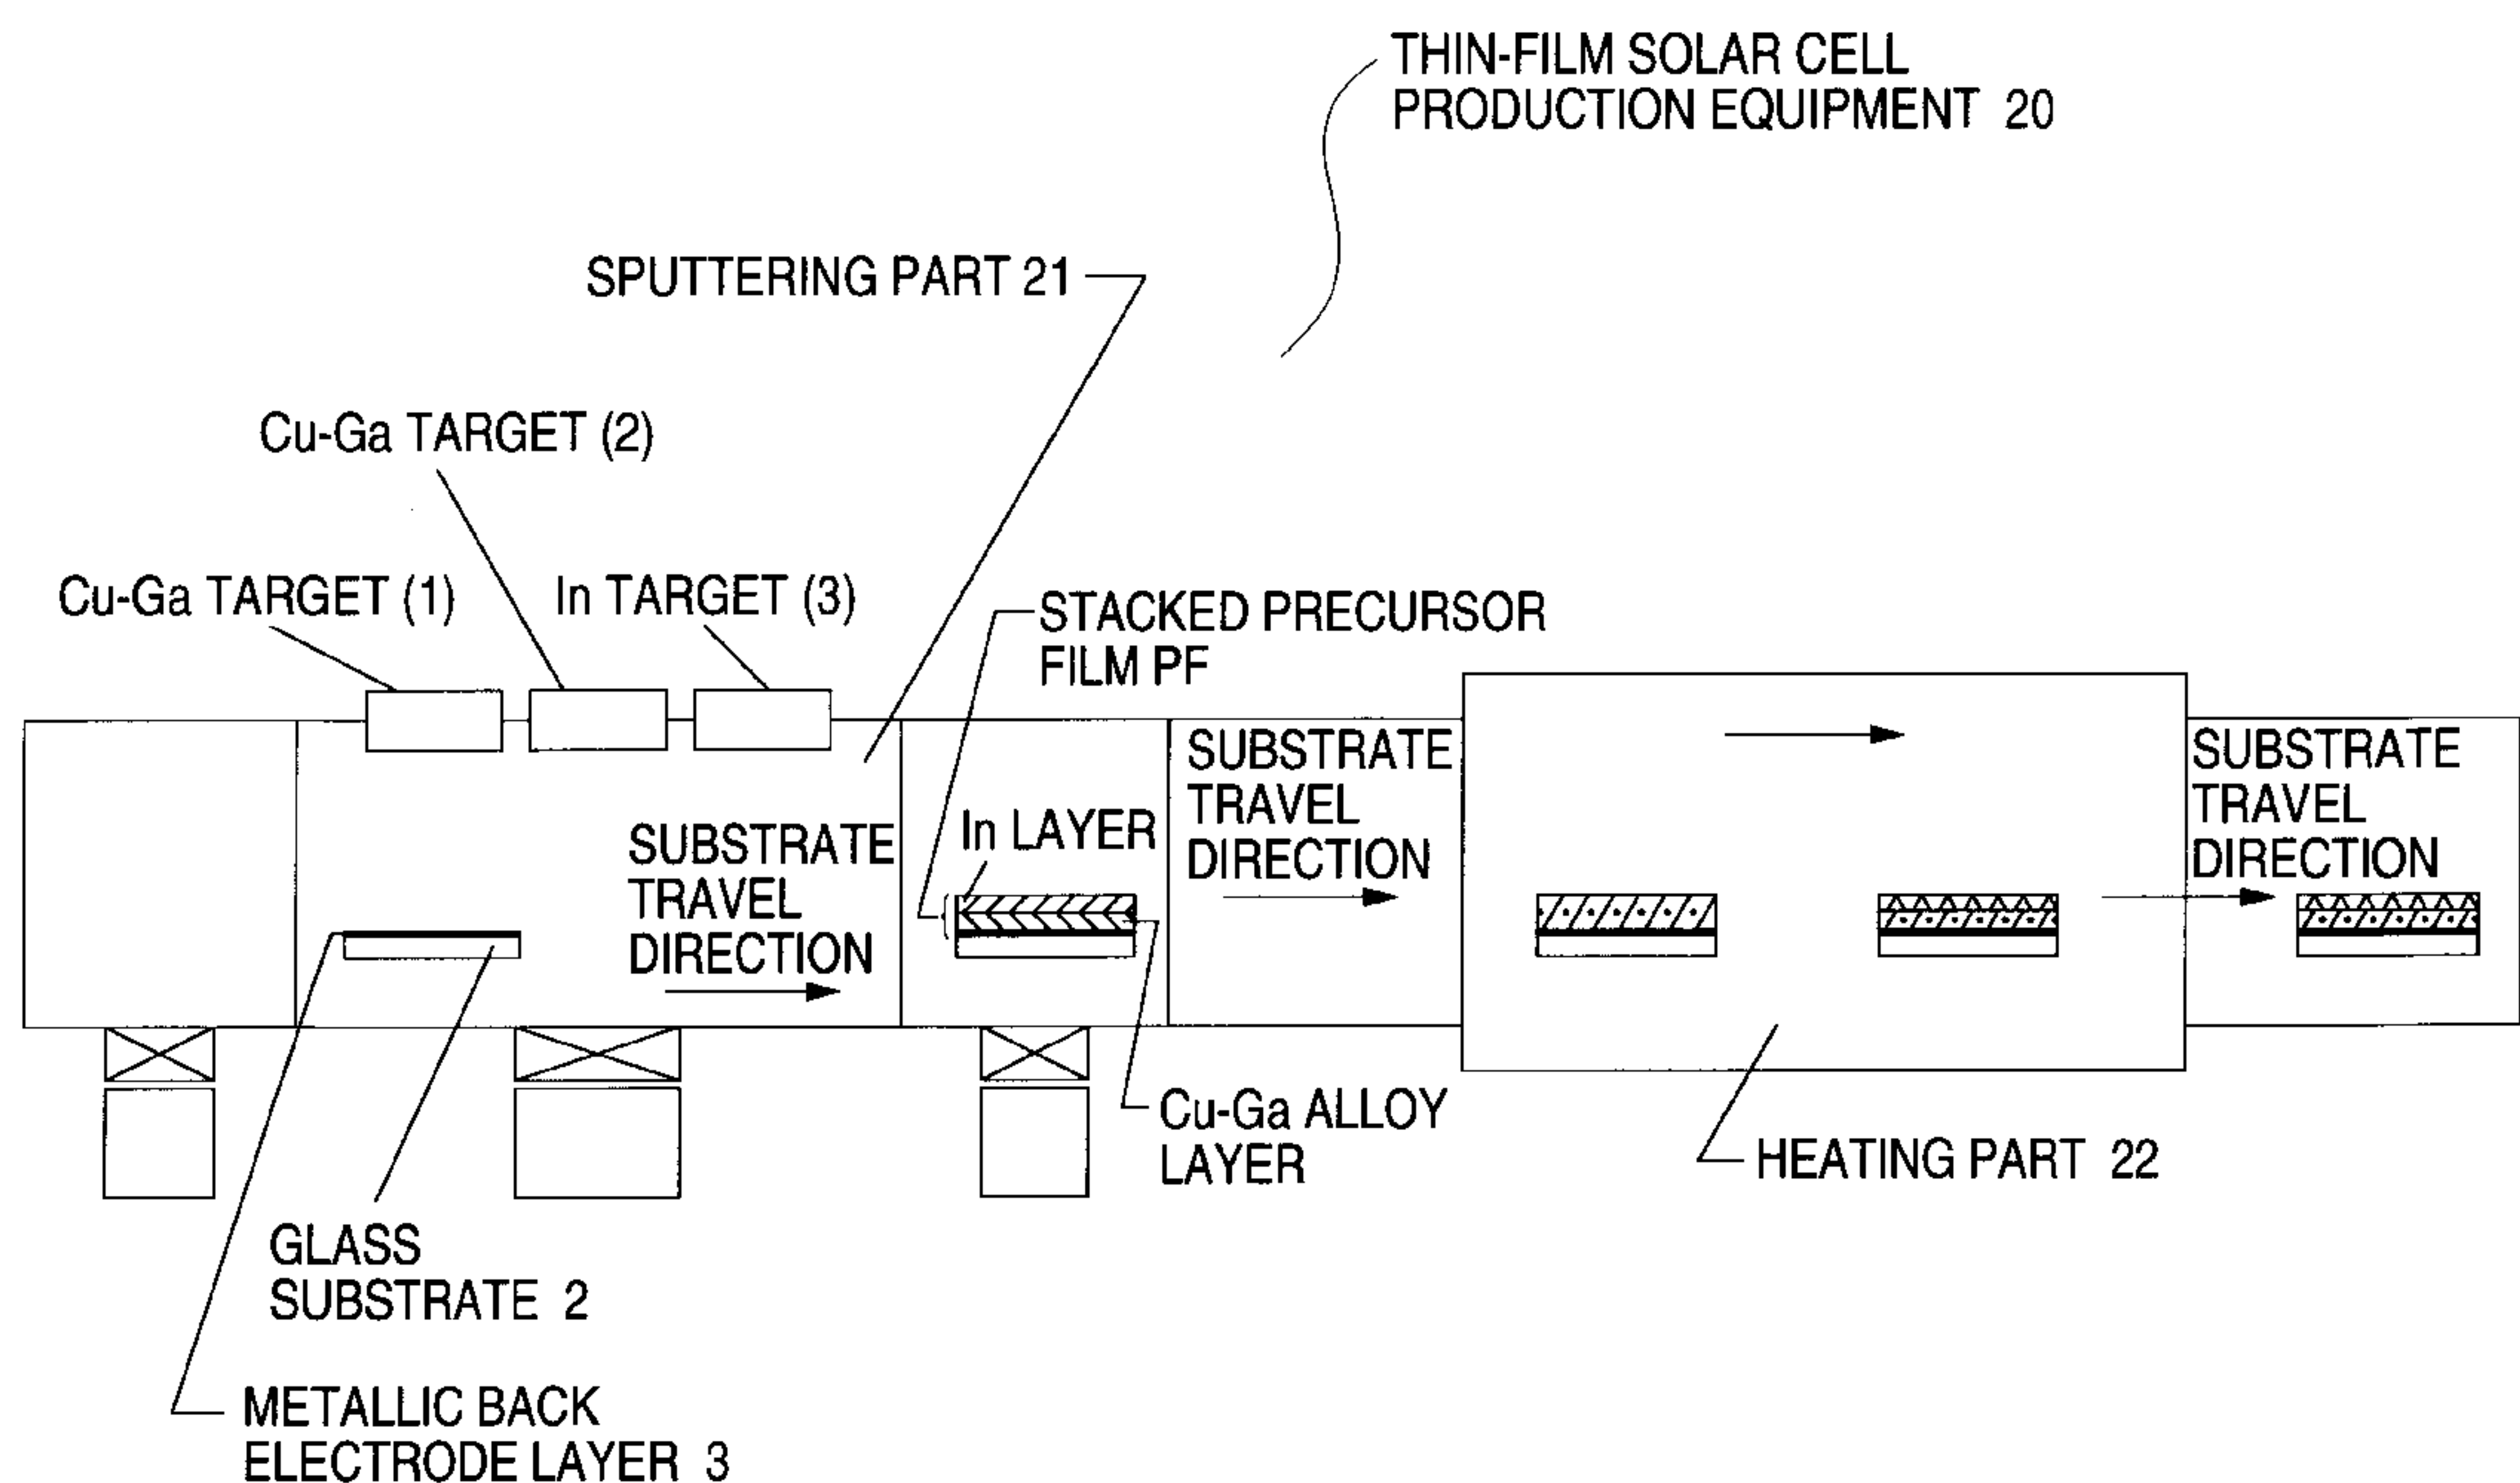 THIN-FILM SOLAR CELL
PRODUCTION EQUIPMENT 20
SPUTTERING PART 21
Cu-Ga TARGET (2)
Cu-Ga TARGET (1)
In TARGET (3)
STACKED PRECURSOR
FILM PF
SUBSTRATE
TRAVEL
DIRECTION
In LAYER
SUBSTRATE
TRAVEL
DIRECTION
SUBSTRATE
TRAVEL
DIRECTION
Cu-Ga ALLOY
LAYER
HEATING PART 22
GLASS
SUBSTRATE 2
METALLIC BACK
ELECTRODE LAYER 3